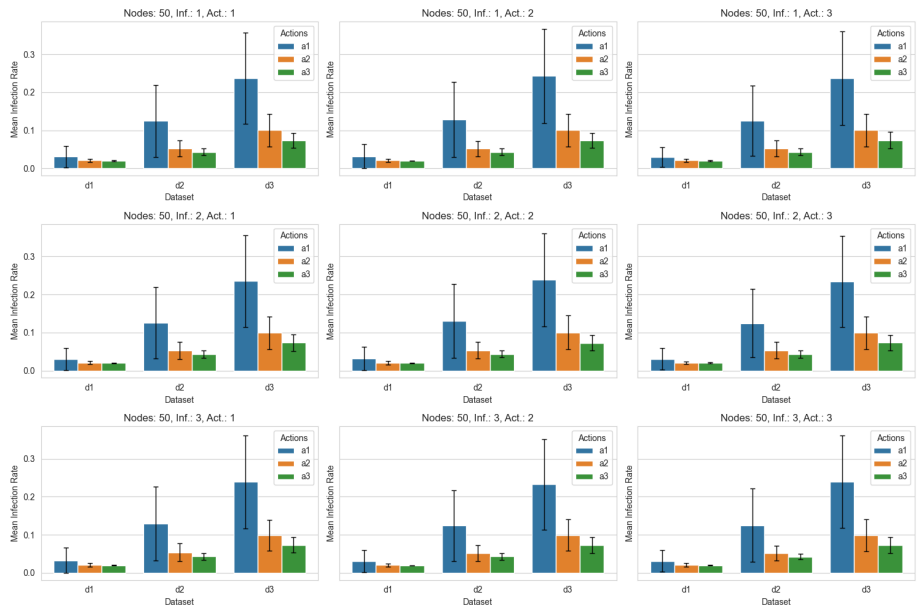 Nodes: 50, Inf.: 1, Act.: 1
Mean Infection Rate
0.3
0.2
0.1
0.0
Actions
a1
a2
a3
d1 d2 d3
Dataset
Nodes: 50, Inf.: 1, Act.: 2
Mean Infection Rate
Actions
a1
a2
a3
d1 d2 d3
Dataset
Nodes: 50, Inf.: 1, Act.: 3
Mean Infection Rate
Actions
a1
a2
a3
d1 d2 d3
Dataset
Nodes: 50, Inf.: 2, Act.: 1
Mean Infection Rate
0.3
0.2
0.1
0.0
Actions
a1
a2
a3
d1 d2 d3
Dataset
Nodes: 50, Inf.: 2, Act.: 2
Mean Infection Rate
Actions
a1
a2
a3
d1 d2 d3
Dataset
Nodes: 50, Inf.: 2, Act.: 3
Mean Infection Rate
Actions
a1
a2
a3
d1 d2 d3
Dataset
Nodes: 50, Inf.: 3, Act.: 1
Mean Infection Rate
0.3
0.2
0.1
0.0
Actions
a1
a2
a3
d1 d2 d3
Dataset
Nodes: 50, Inf.: 3, Act.: 2
Mean Infection Rate
Actions
a1
a2
a3
d1 d2 d3
Dataset
Nodes: 50, Inf.: 3, Act.: 3
Mean Infection Rate
Actions
a1
a2
a3
d1 d2 d3
Dataset